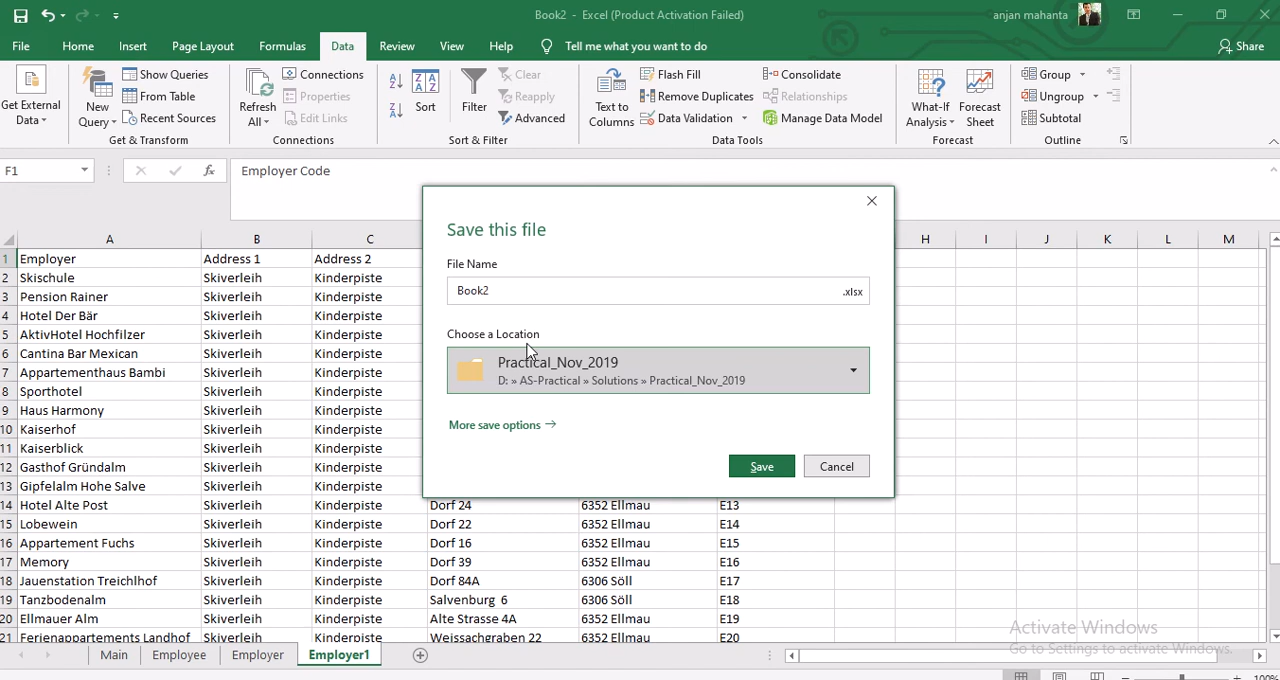 Book2 - Excel (Product Activation Failed)
anjan mahanta
File Home Insert Page Layout Formulas Data Review View Help Tell me what you want to do Share
Get External Data
New Query
Show Queries
From Table
Recent Sources
Get & Transform
Refresh All
Connections
Properties
Edit Links
Connections
Sort
Filter
Clear
Reapply
Advanced
Sort & Filter
Text to Columns
Flash Fill
Remove Duplicates
Data Validation
Consolidate
Relationships
Manage Data Model
Data Tools
What-If Analysis
Forecast Sheet
Forecast
Group
Ungroup
Subtotal
Outline
F1 fx Employer Code
Save this file
File Name
Book2 .xlsx
Choose a Location
Practical_Nov_2019
D: » AS-Practical » Solutions » Practical_Nov_2019
More save options
Save Cancel
A B C H I J K L M
1 Employer Address 1 Address 2
2 Skischule Skiverleih Kinderpiste
3 Pension Rainer Skiverleih Kinderpiste
4 Hotel Der Bär Skiverleih Kinderpiste
5 AktivHotel Hochfilzer Skiverleih Kinderpiste
6 Cantina Bar Mexican Skiverleih Kinderpiste
7 Appartementhaus Bambi Skiverleih Kinderpiste
8 Sporthotel Skiverleih Kinderpiste
9 Haus Harmony Skiverleih Kinderpiste
10 Kaiserhof Skiverleih Kinderpiste
11 Kaiserblick Skiverleih Kinderpiste
12 Gasthof Gründalm Skiverleih Kinderpiste
13 Gipfelalm Hohe Salve Skiverleih Kinderpiste
14 Hotel Alte Post Skiverleih Kinderpiste Dorf 24 6352 Ellmau E13
15 Lobewein Skiverleih Kinderpiste Dorf 22 6352 Ellmau E14
16 Appartement Fuchs Skiverleih Kinderpiste Dorf 16 6352 Ellmau E15
17 Memory Skiverleih Kinderpiste Dorf 39 6352 Ellmau E16
18 Jauenstation Treichlhof Skiverleih Kinderpiste Dorf 84A 6306 Söll E17
19 Tanzbodenalm Skiverleih Kinderpiste Salvenburg 6 6306 Söll E18
20 Ellmauer Alm Skiverleih Kinderpiste Alte Strasse 4A 6352 Ellmau E19
21 Ferienappartements Landhof Skiverleih Kinderpiste Weissachgraben 22 6352 Ellmau E20
Activate Windows
Go to Settings to activate Windows.
Main Employee Employer Employer1
100%